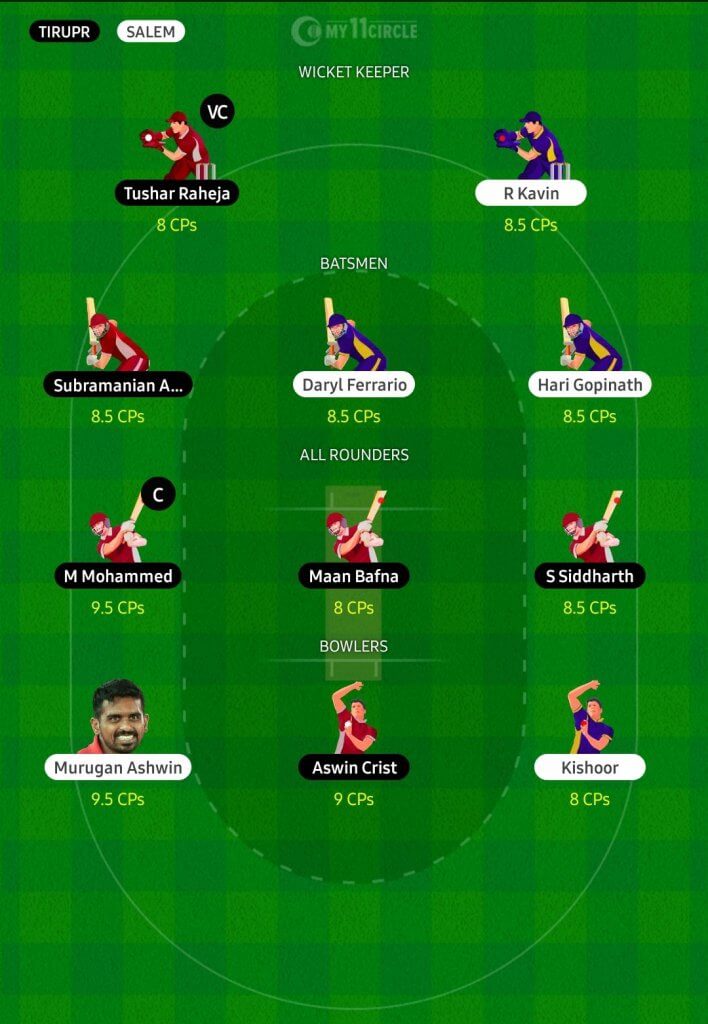 TIRUPR SALEM MY11CIRCLE
WICKET KEEPER
VC
Tushar Raheja R Kavin
8 CPs 8.5 CPs
BATSMEN
Subramanian A... Daryl Ferrario Hari Gopinath
8.5 CPs 8.5 CPs 8.5 CPs
ALL ROUNDERS
C
M Mohammed Maan Bafna S Siddharth
9.5 CPs 8 CPs 8.5 CPs
BOWLERS
Murugan Ashwin Aswin Crist Kishoor
9.5 CPs 9 CPs 8 CPs